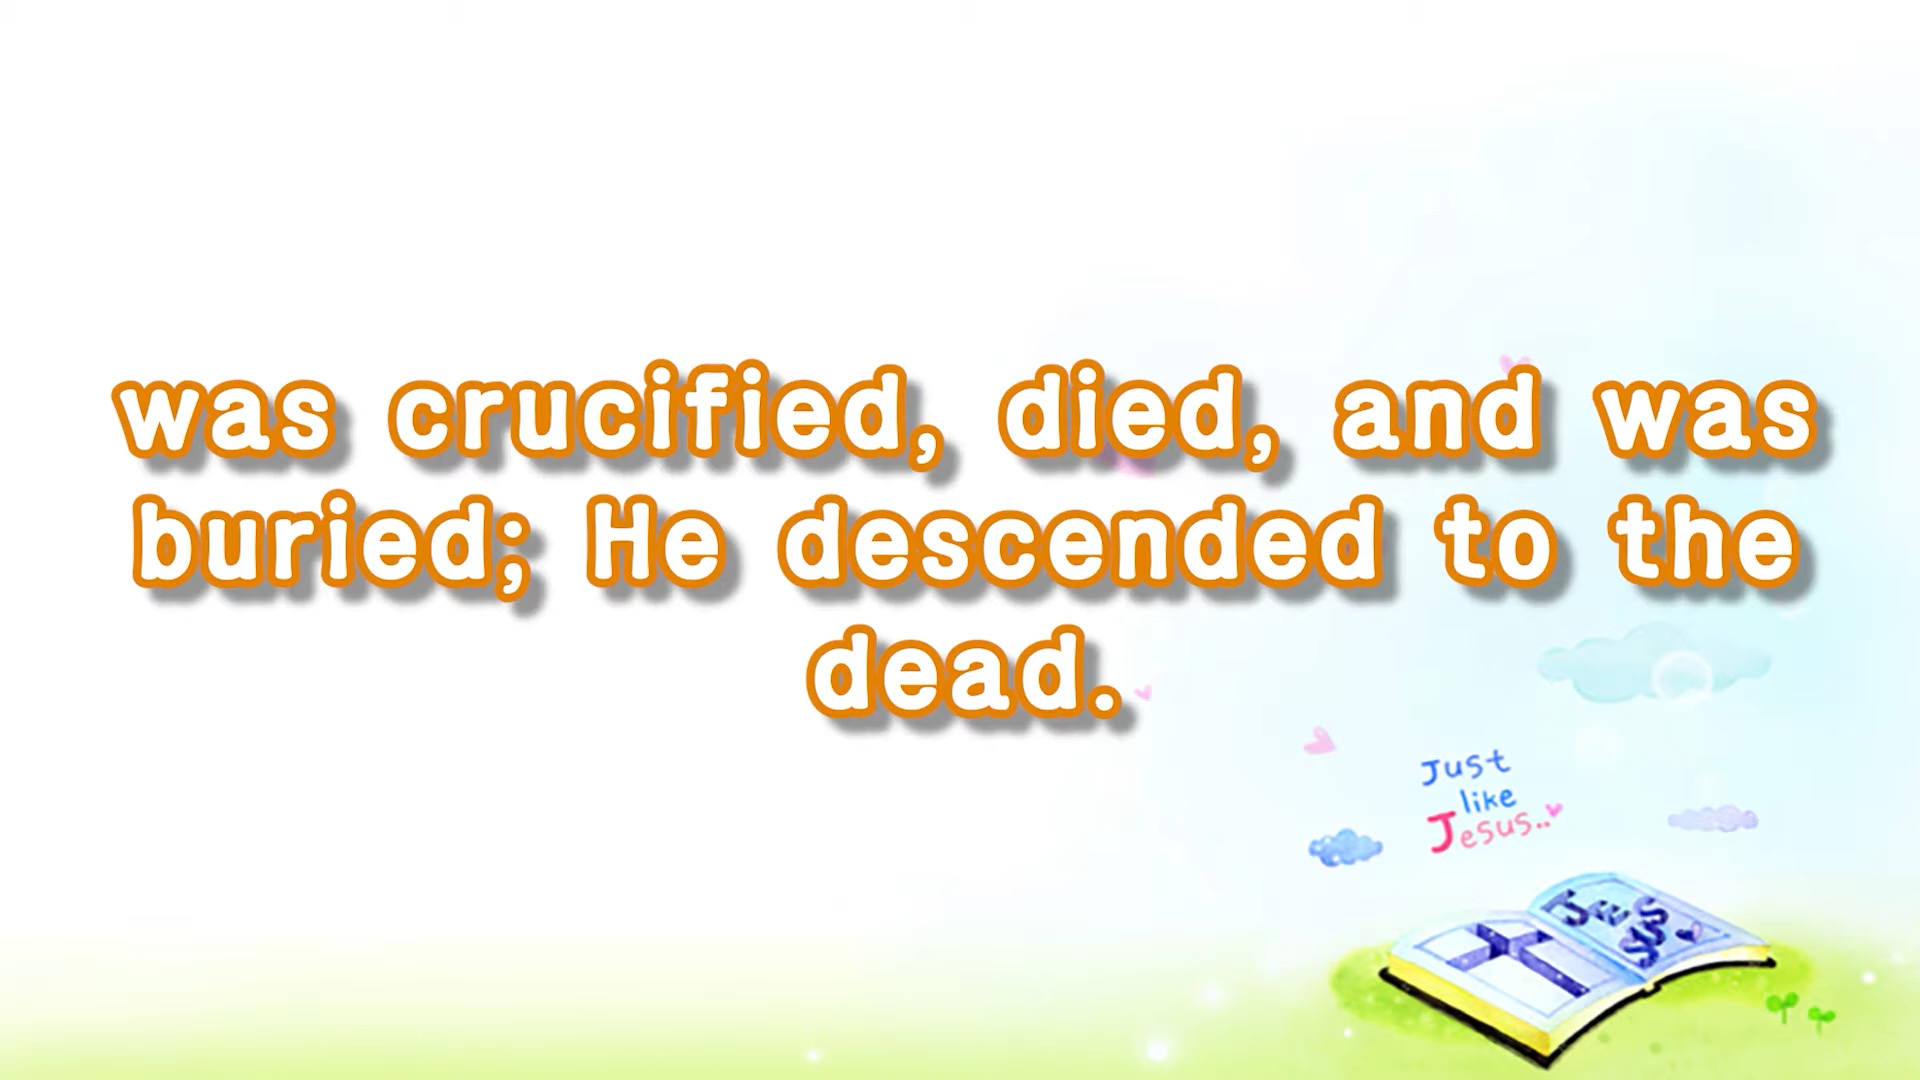 was crucified, died, and was
buried; He descended to the
dead.
Just
like
Jesus..